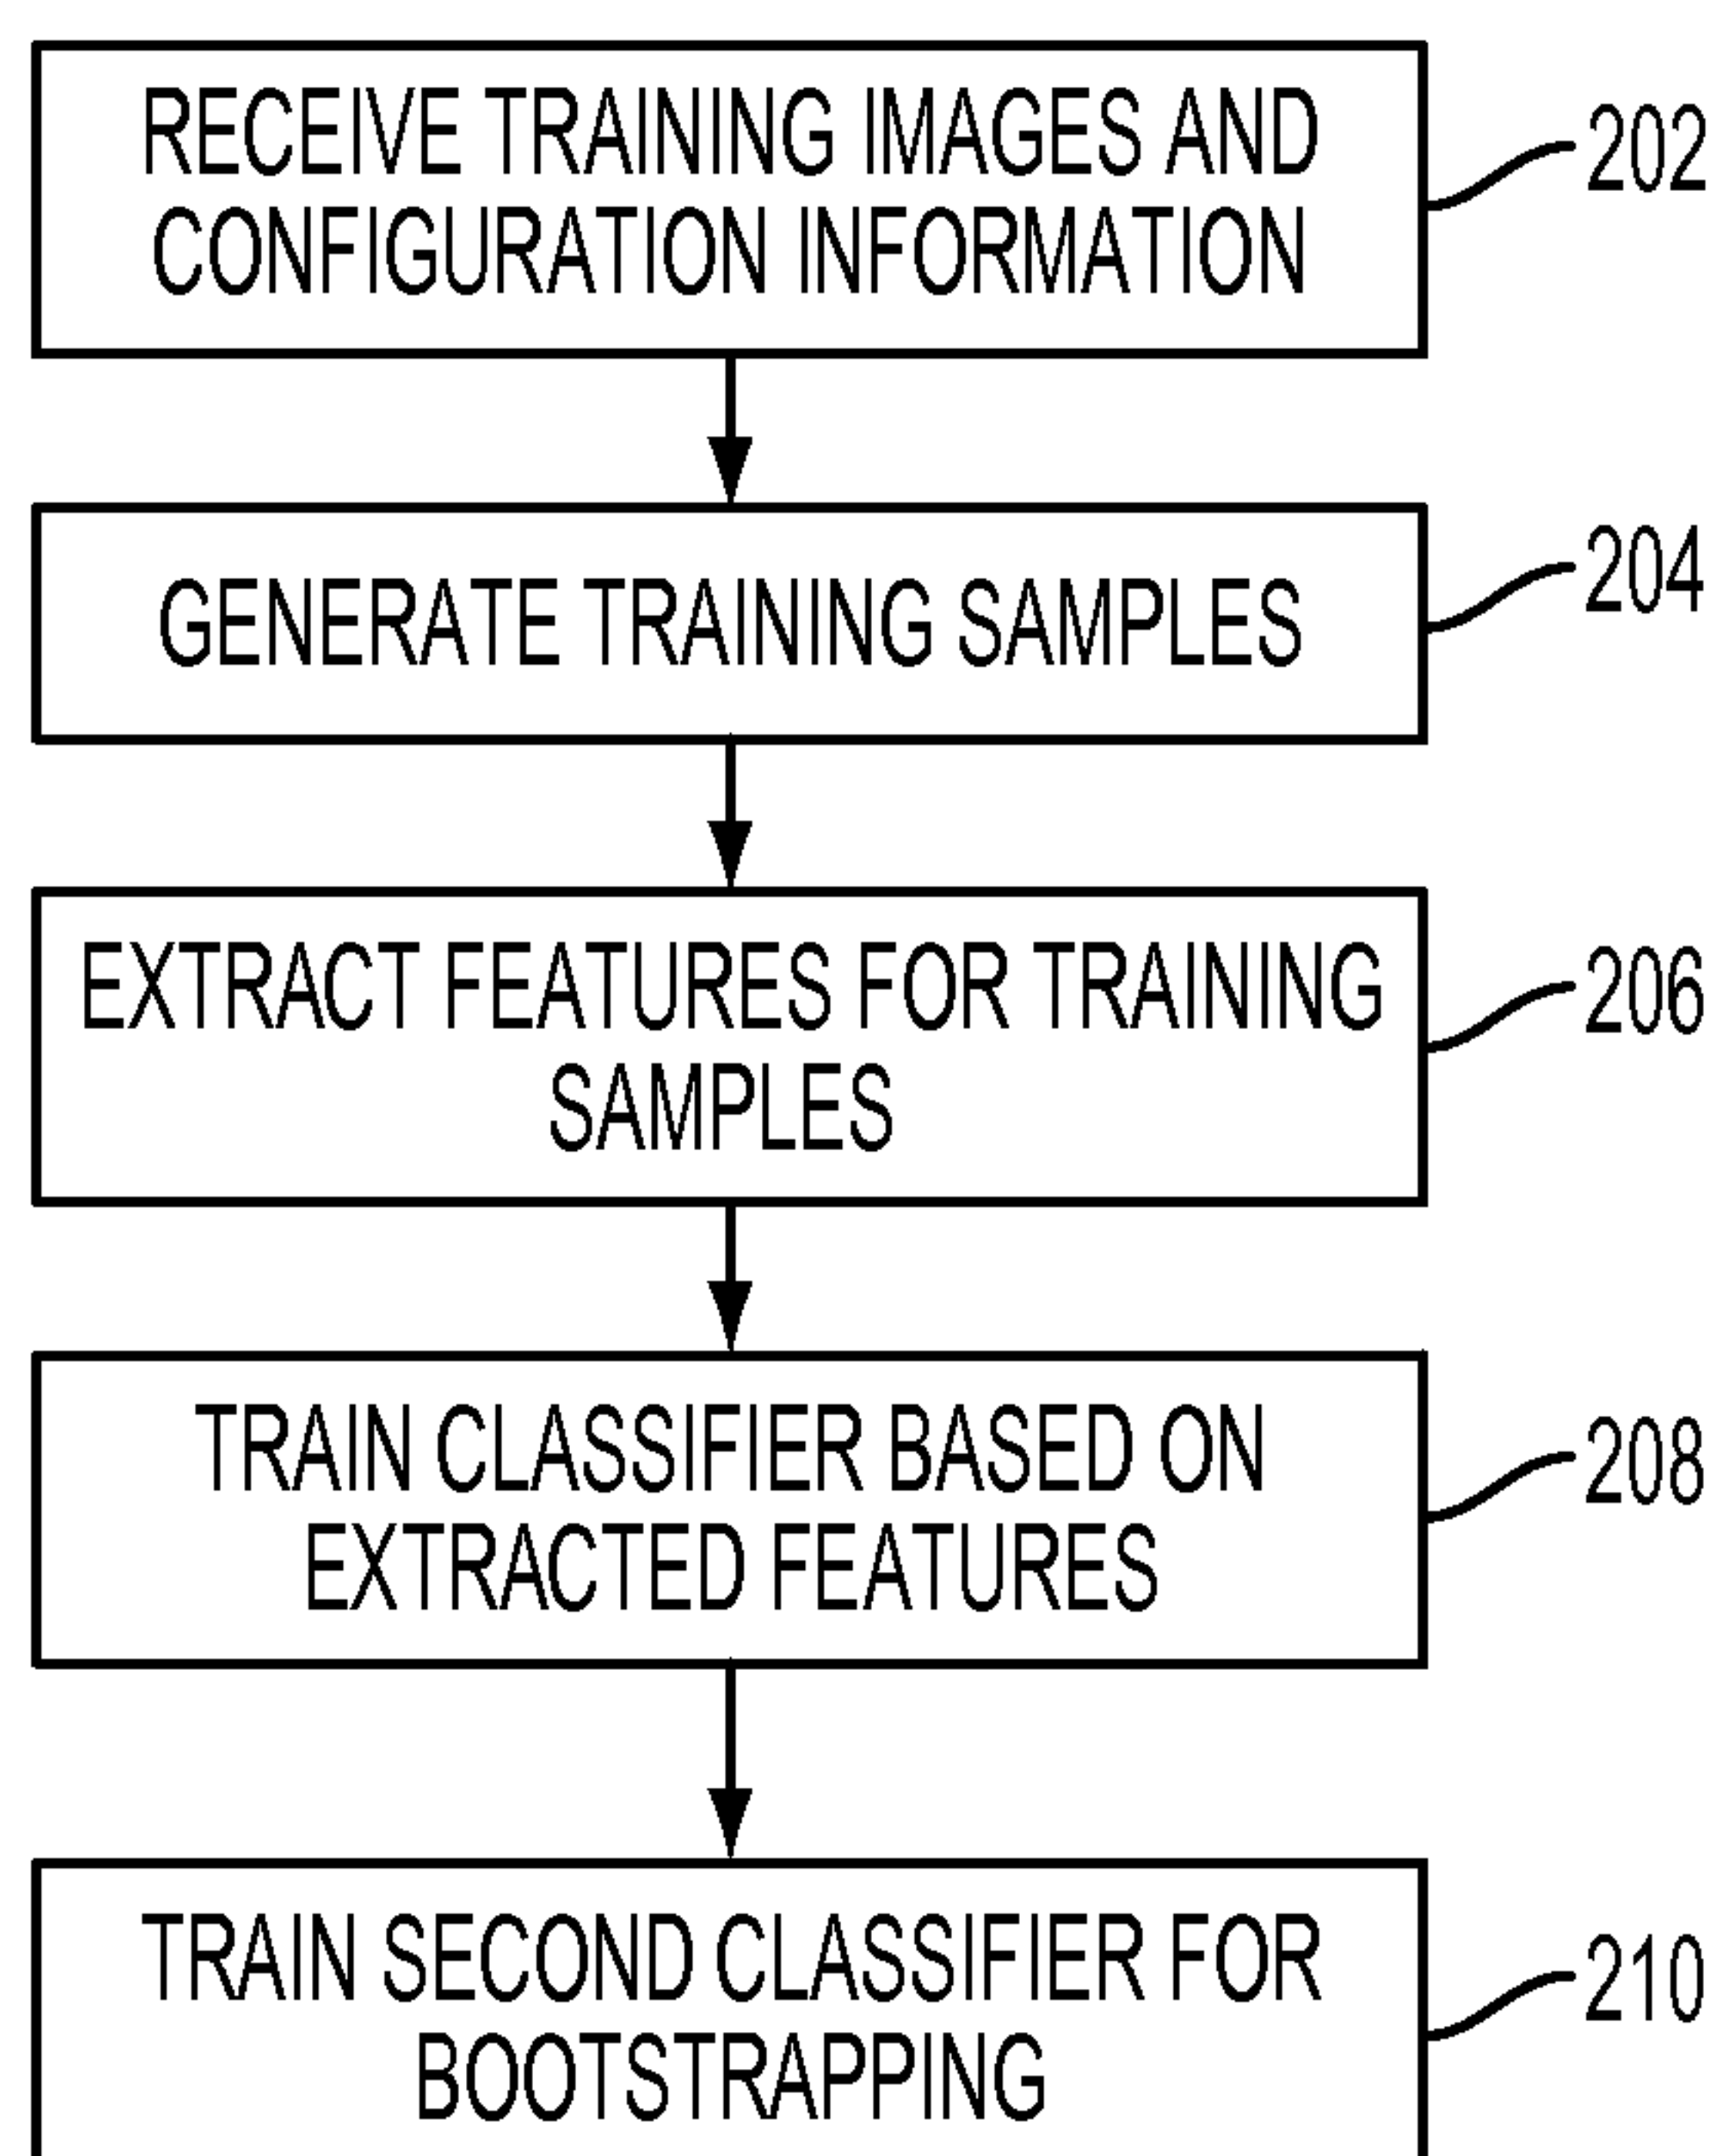 RECEIVE TRAINING IMAGES AND
CONFIGURATION INFORMATION
202
GENERATE TRAINING SAMPLES
204
EXTRACT FEATURES FOR TRAINING
SAMPLES
206
TRAIN CLASSIFIER BASED ON
EXTRACTED FEATURES
208
TRAIN SECOND CLASSIFIER FOR
BOOTSTRAPPING
210